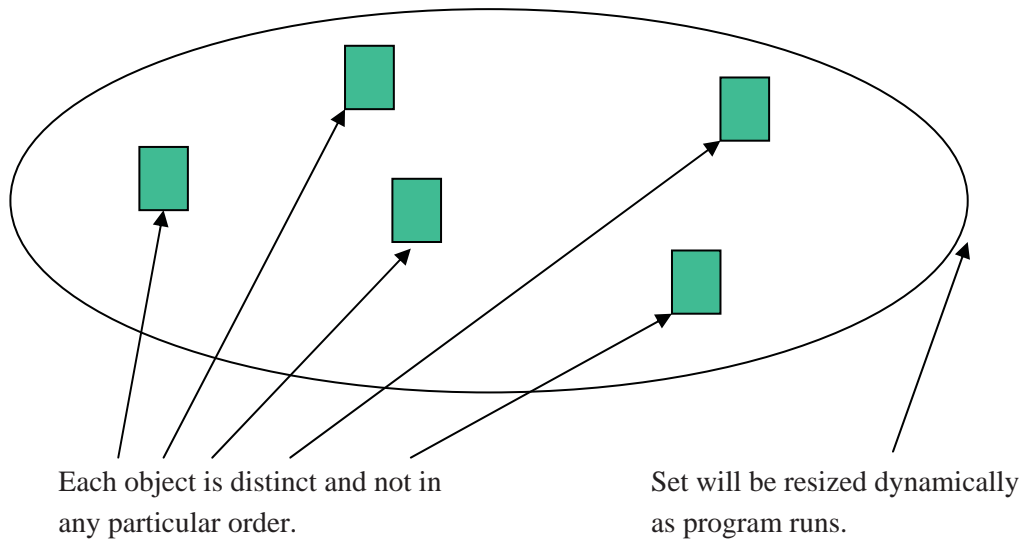 Each object is distinct and not in
any particular order.
Set will be resized dynamically
as program runs.